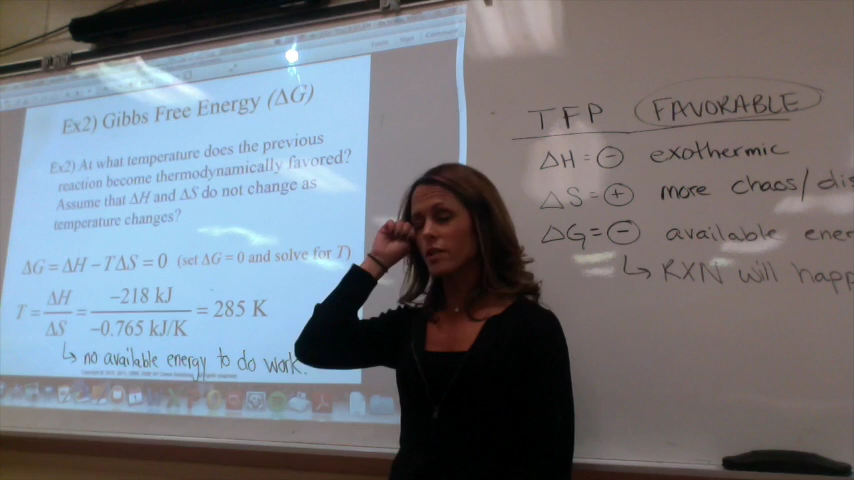 Ex2) Gibbs Free Energy (ΔG)
Ex2) At what temperature does the previous
reaction become thermodynamically favored?
Assume that ΔH and ΔS do not change as
temperature changes?
ΔG = ΔH – TΔS = 0 (set ΔG = 0 and solve for T)
T = ΔH/ΔS = –218 kJ/–0.765 kJ/K = 285 K
↳ no available energy to do work.
TFP FAVORABLE
ΔH = ⊖ exothermic
ΔS = ⊕ more chaos/dis
ΔG = ⊖ available ener
↳ RXN will happ